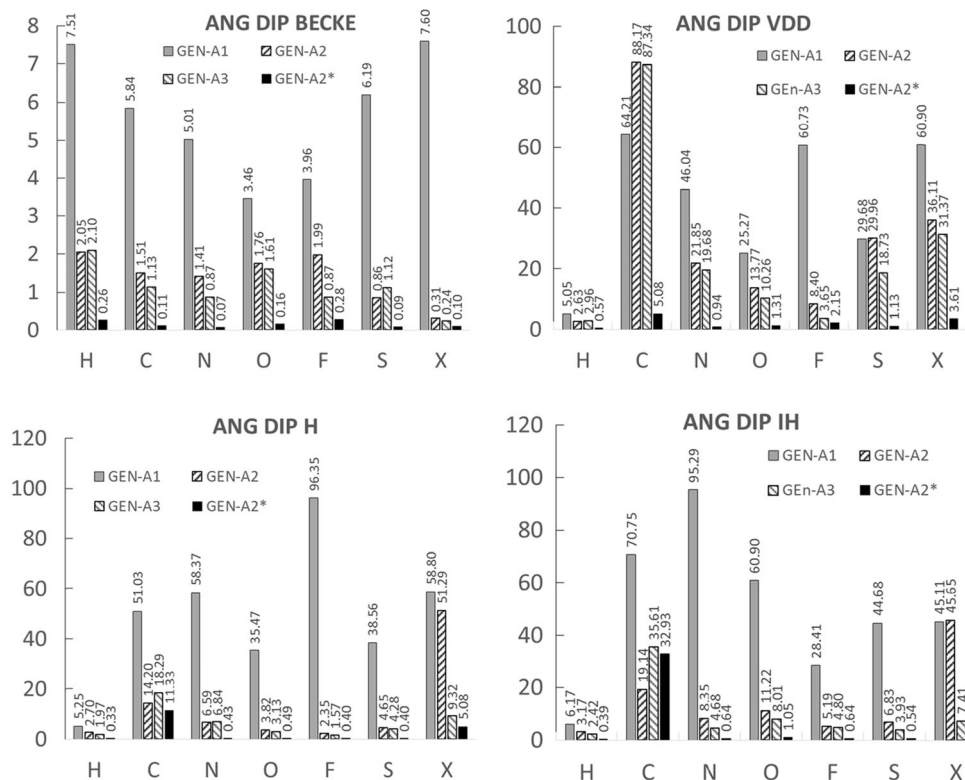 ANG DIP BECKE
GEN-A1 GEN-A2
GEN-A3 GEN-A2*
8
7
6
5
4
3
2
1
0
7.51 2.05 2.10 0.26
5.84 1.51 1.13 0.11
5.01 1.41 0.87 0.07
3.46 1.76 1.61 0.16
3.96 1.99 0.87 0.28
6.19 0.86 1.12 0.09
7.60 0.31 0.24 0.10
H C N O F S X
ANG DIP VDD
GEN-A1 GEN-A2
GEn-A3 GEN-A2*
100
80
60
40
20
0
5.05 2.63 2.96 0.57
64.21 88.17 87.34 5.08
46.04 21.85 19.68 0.94
25.27 13.77 10.26 1.31
60.73 8.40 3.65 2.15
29.68 29.96 18.73 1.13
60.90 36.11 31.37 3.61
H C N O F S X
ANG DIP H
GEN-A1 GEN-A2
GEN-A3 GEN-A2*
120
100
80
60
40
20
0
5.25 2.70 1.97 0.33
51.03 14.20 18.29 11.33
58.37 6.59 6.84 0.43
35.47 3.82 3.13 0.49
96.35 2.35 1.57 0.40
38.56 4.65 4.28 0.40
58.80 51.29 9.32 5.08
H C N O F S X
ANG DIP IH
GEN-A1 GEN-A2
GEn-A3 GEN-A2*
120
100
80
60
40
20
0
6.17 3.17 2.42 0.39
70.75 19.14 35.61 32.93
95.29 8.35 4.68 0.64
60.90 11.22 8.01 1.05
28.41 5.19 4.80 0.64
44.68 6.83 3.93 0.54
45.11 45.65 7.41
H C N O F S X